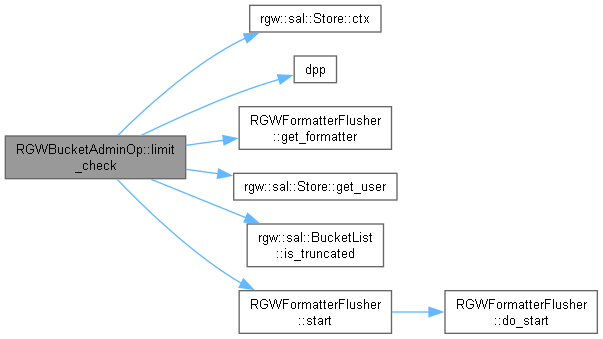 rgw::sal::Store::ctx
dpp
RGWFormatterFlusher
::get_formatter
RGWBucketAdminOp::limit
_check
rgw::sal::Store::get_user
rgw::sal::BucketList
::is_truncated
RGWFormatterFlusher
::start
RGWFormatterFlusher
::do_start